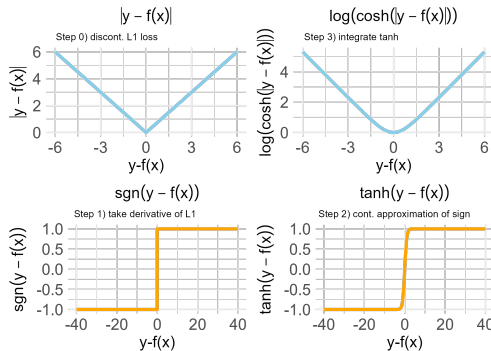 |y − f(x)|
Step 0) discont. L1 loss
|y − f(x)|
6
4
2
0
-6
-3
0
3
6
y-f(x)
log(cosh(|y − f(x)|))
Step 3) integrate tanh
log(cosh(|y − f(x)|))
4
2
0
-6
-3
0
3
6
y-f(x)
sgn(y − f(x))
Step 1) take derivative of L1
sgn(y − f(x))
1.0
0.5
0.0
-0.5
-1.0
-40
-20
0
20
40
y-f(x)
tanh(y − f(x))
Step 2) cont. approximation of sign
tanh(y − f(x))
1.0
0.5
0.0
-0.5
-1.0
-40
-20
0
20
40
y-f(x)